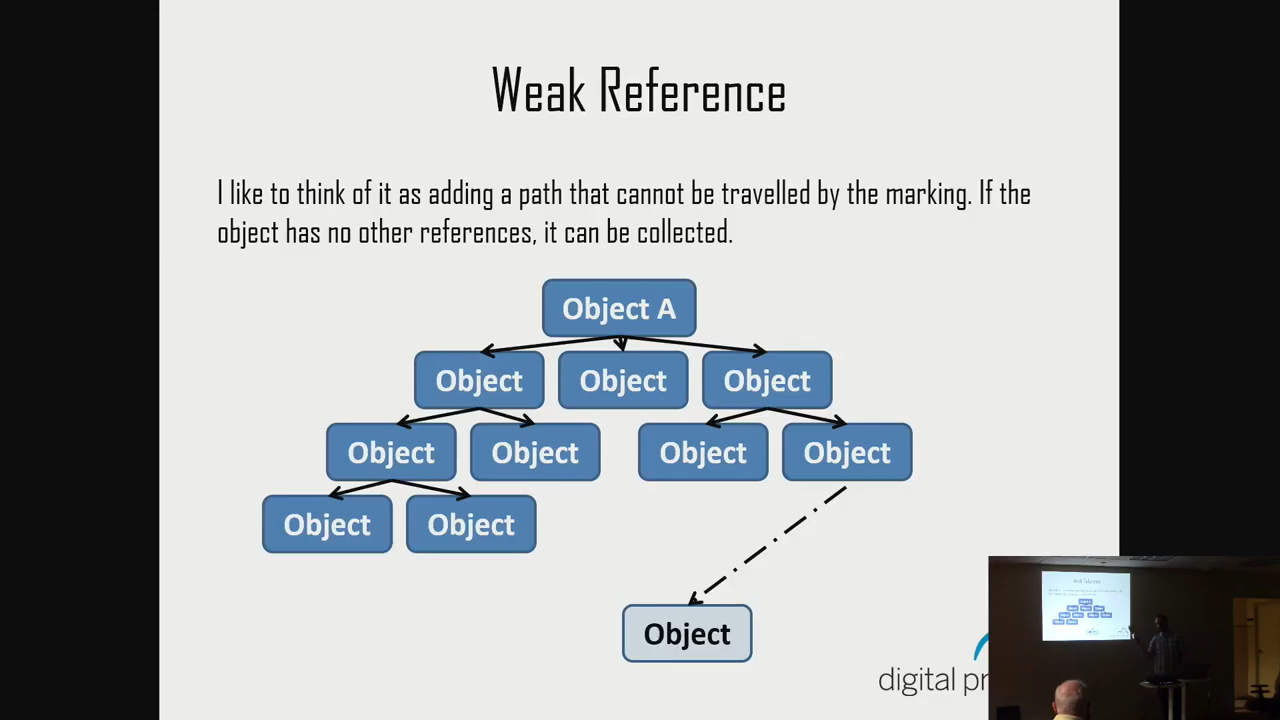 Weak Reference
I like to think of it as adding a path that cannot be travelled by the marking. If the
object has no other references, it can be collected.
Object A
Object Object Object
Object Object Object Object
Object Object
Object
digital